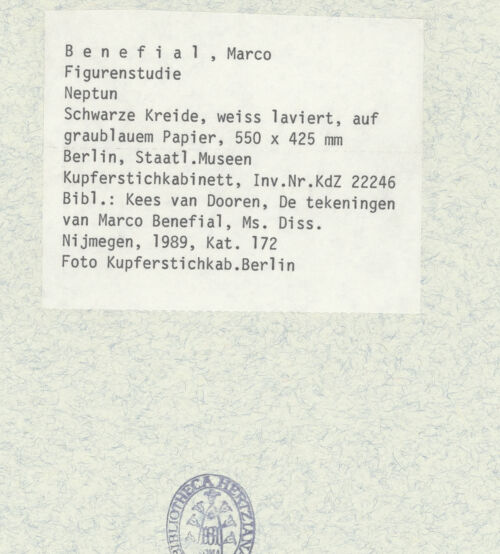 B e n e f i a l , Marco
Figurenstudie
Neptun
Schwarze Kreide, weiss laviert, auf
graublauem Papier, 550 x 425 mm
Berlin, Staatl.Museen
Kupferstichkabinett, Inv.Nr.KdZ 22246
Bibl.: Kees van Dooren, De tekeningen
van Marco Benefial, Ms. Diss.
Nijmegen, 1989, Kat. 172
Foto Kupferstichkab.Berlin
BIBLIOTHECA HERTZIANA